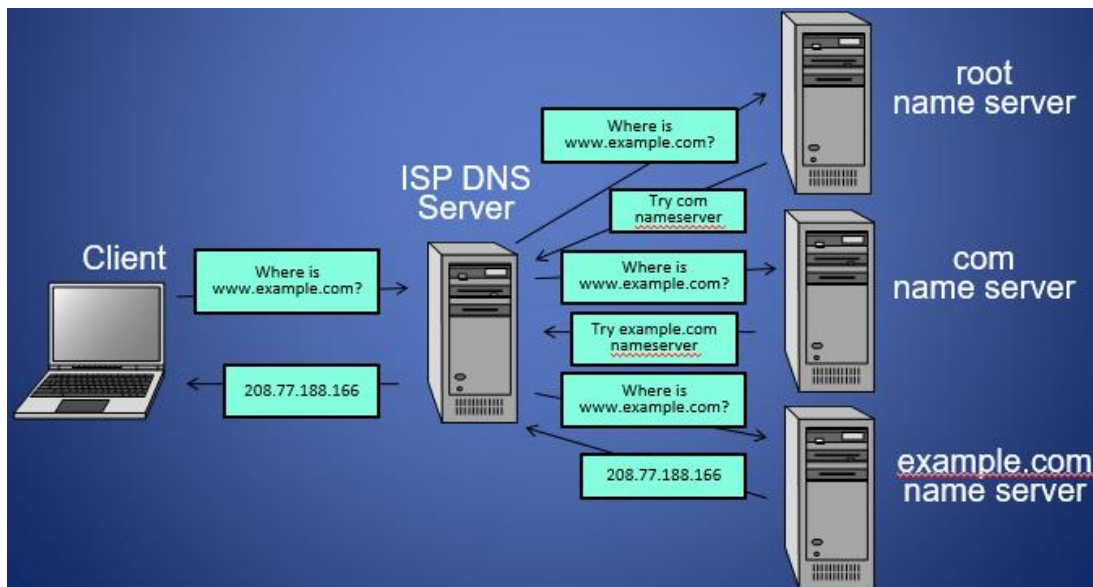 root
name server
Where is
www.example.com?
ISP DNS
Server
Try com
nameserver
Client
Where is
www.example.com?
Where is
www.example.com?
com
name server
Try example.com
nameserver
208.77.188.166
Where is
www.example.com?
208.77.188.166
example.com
name server